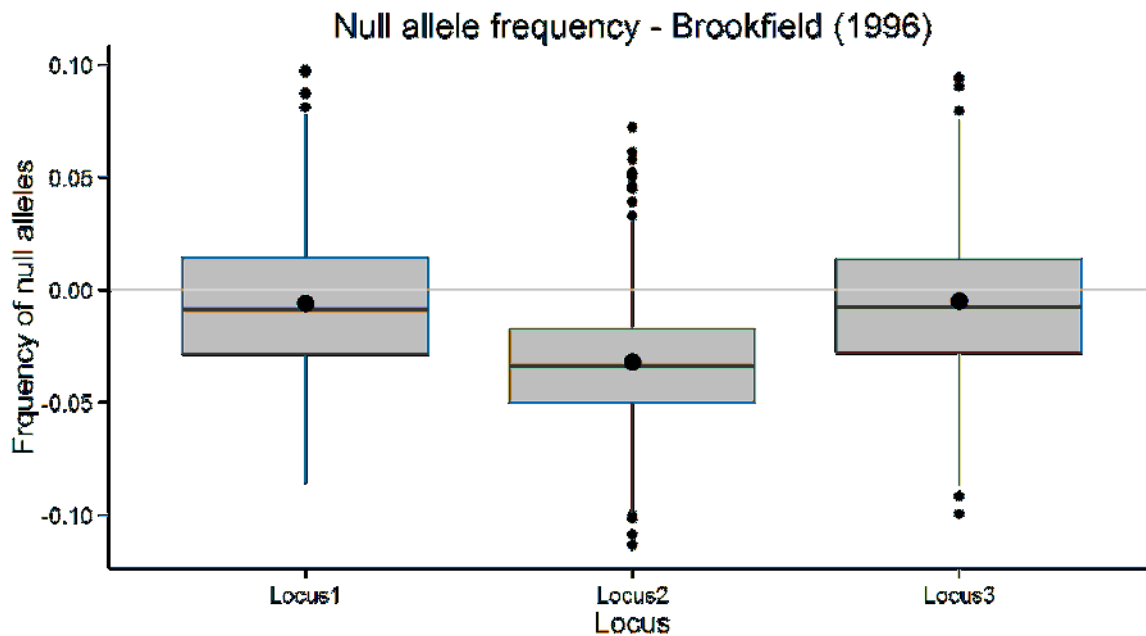 Null allele frequency - Brookfield (1996)
Frquency of null alleles
0.10
0.05
0.00
-0.05
-0.10
Locus1 Locus2 Locus3
Locus